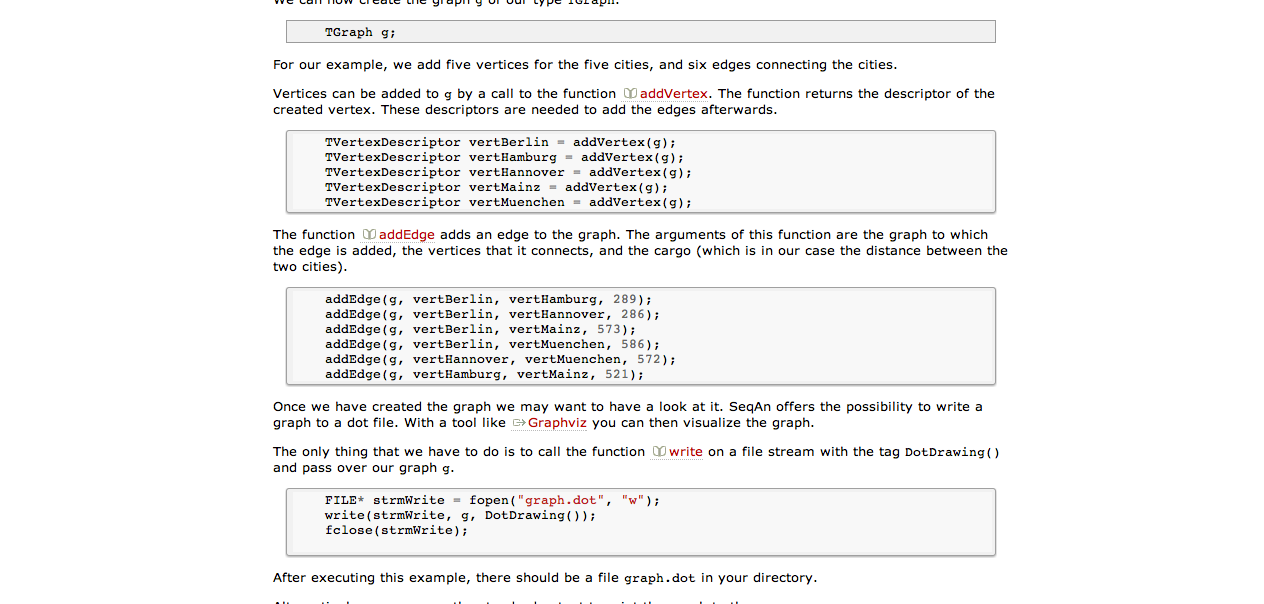 We can now create the graph g of our type TGraph.
TGraph g;
For our example, we add five vertices for the five cities, and six edges connecting the cities.
Vertices can be added to g by a call to the function addVertex. The function returns the descriptor of the
created vertex. These descriptors are needed to add the edges afterwards.
TVertexDescriptor vertBerlin = addVertex(g);
TVertexDescriptor vertHamburg = addVertex(g);
TVertexDescriptor vertHannover = addVertex(g);
TVertexDescriptor vertMainz = addVertex(g);
TVertexDescriptor vertMuenchen = addVertex(g);
The function addEdge adds an edge to the graph. The arguments of this function are the graph to which
the edge is added, the vertices that it connects, and the cargo (which is in our case the distance between the
two cities).
addEdge(g, vertBerlin, vertHamburg, 289);
addEdge(g, vertBerlin, vertHannover, 286);
addEdge(g, vertBerlin, vertMainz, 573);
addEdge(g, vertBerlin, vertMuenchen, 586);
addEdge(g, vertHannover, vertMuenchen, 572);
addEdge(g, vertHamburg, vertMainz, 521);
Once we have created the graph we may want to have a look at it. SeqAn offers the possibility to write a
graph to a dot file. With a tool like Graphviz you can then visualize the graph.
The only thing that we have to do is to call the function write on a file stream with the tag DotDrawing()
and pass over our graph g.
FILE* strmWrite = fopen("graph.dot", "w");
write(strmWrite, g, DotDrawing());
fclose(strmWrite);
After executing this example, there should be a file graph.dot in your directory.